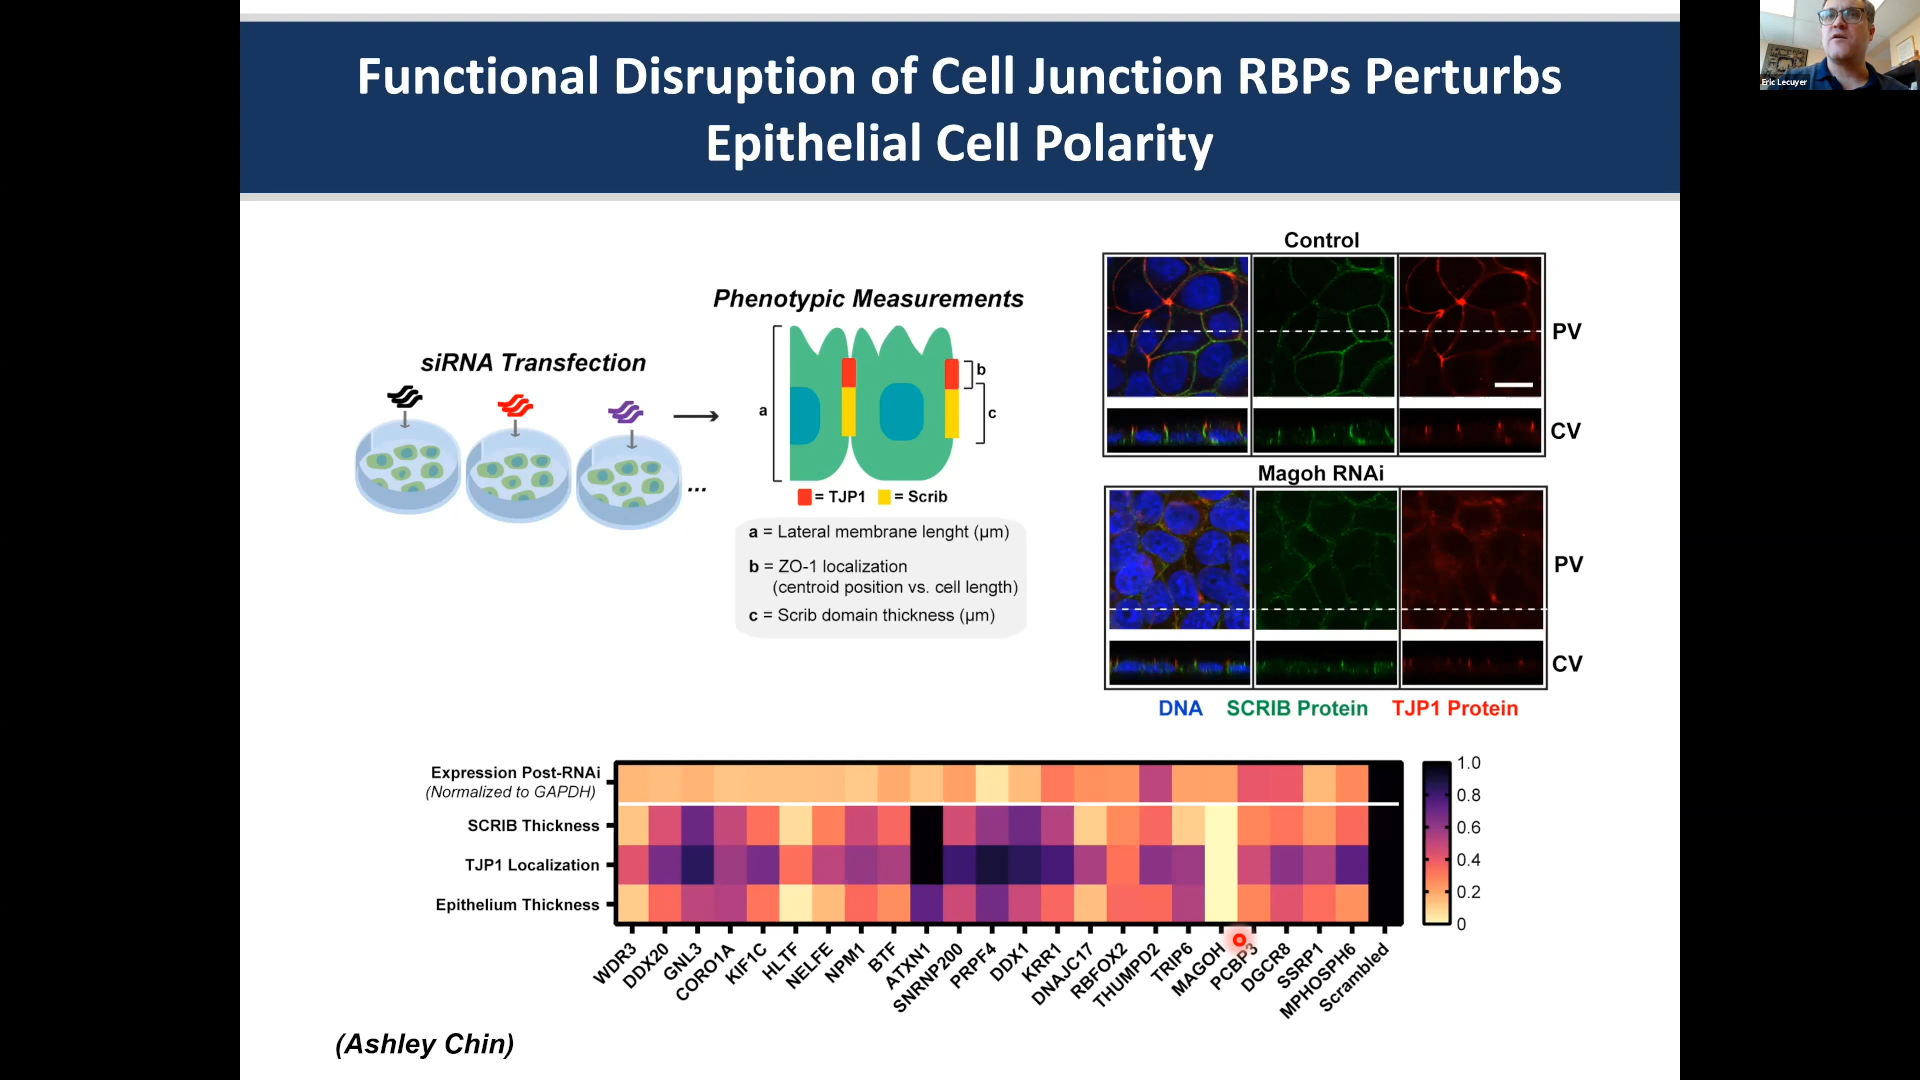 Functional Disruption of Cell Junction RBPs Perturbs
Epithelial Cell Polarity
Eric Lecuyer
siRNA Transfection
...
Phenotypic Measurements
a
b
c
= TJP1 = Scrib
a = Lateral membrane lenght (µm)
b = ZO-1 localization
(centroid position vs. cell length)
c = Scrib domain thickness (µm)
Control
PV
CV
Magoh RNAi
PV
CV
DNA SCRIB Protein TJP1 Protein
Expression Post-RNAi
(Normalized to GAPDH)
SCRIB Thickness
TJP1 Localization
Epithelium Thickness
1.0
0.8
0.6
0.4
0.2
0
WDR3
DDX20
GNL3
CORO1A
KIF1C
HLTF
NELFE
NPM1
BTF
ATXN1
SNRNP200
PRPF4
DDX1
KRR1
DNAJC17
RBFOX2
THUMPD2
TRIP6
MAGOH
PCBP3
DGCR8
SSRP1
MPHOSPH6
Scrambled
(Ashley Chin)